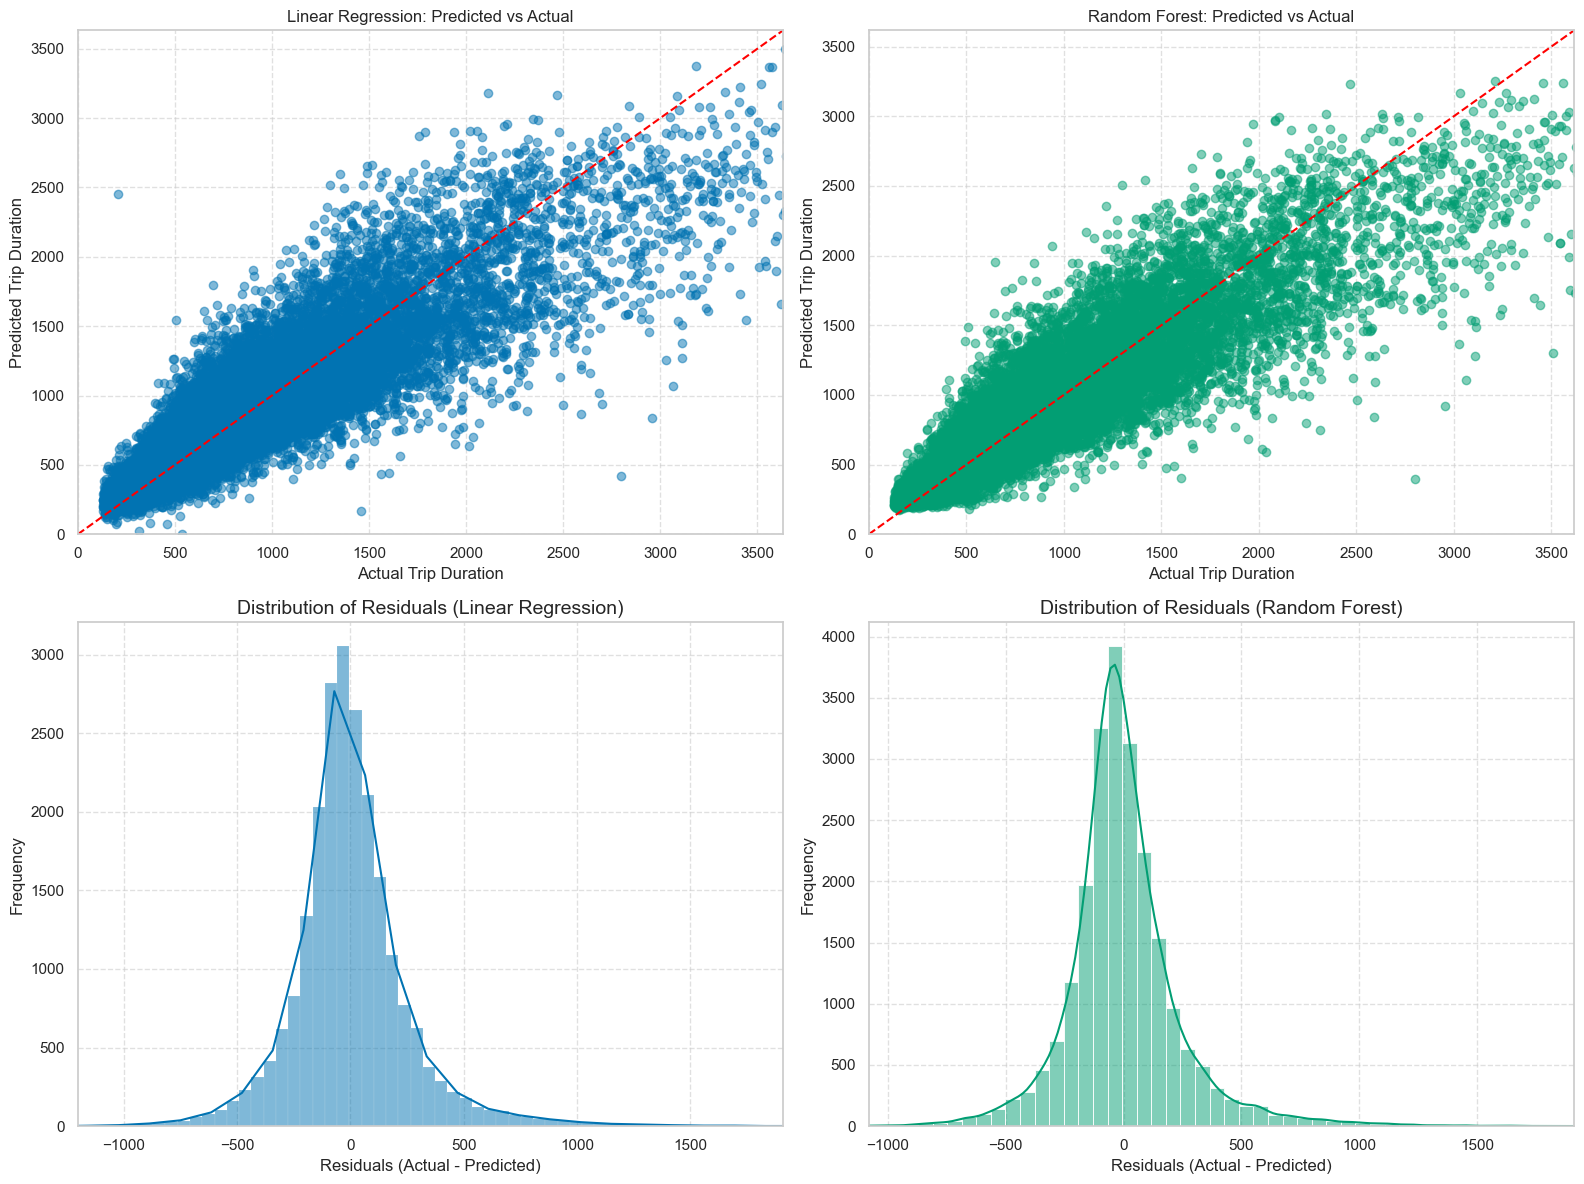 Linear Regression: Predicted vs Actual
Predicted Trip Duration
3500
3000
2500
2000
1500
1000
500
0
0 500 1000 1500 2000 2500 3000 3500
Actual Trip Duration
Random Forest: Predicted vs Actual
Predicted Trip Duration
3500
3000
2500
2000
1500
1000
500
0
0 500 1000 1500 2000 2500 3000 3500
Actual Trip Duration
Distribution of Residuals (Linear Regression)
Frequency
3000
2500
2000
1500
1000
500
0
−1000 −500 0 500 1000 1500
Residuals (Actual - Predicted)
Distribution of Residuals (Random Forest)
Frequency
4000
3500
3000
2500
2000
1500
1000
500
0
−1000 −500 0 500 1000 1500
Residuals (Actual - Predicted)